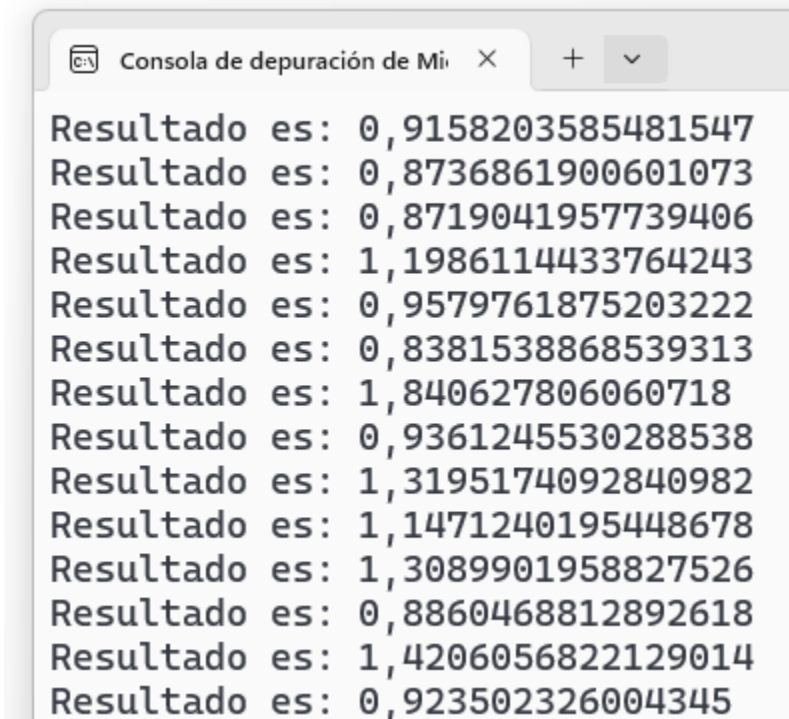 Consola de depuración de Mi
Resultado es: 0,9158203585481547
Resultado es: 0,8736861900601073
Resultado es: 0,8719041957739406
Resultado es: 1,1986114433764243
Resultado es: 0,9579761875203222
Resultado es: 0,8381538868539313
Resultado es: 1,840627806060718
Resultado es: 0,9361245530288538
Resultado es: 1,3195174092840982
Resultado es: 1,1471240195448678
Resultado es: 1,3089901958827526
Resultado es: 0,8860468812892618
Resultado es: 1,4206056822129014
Resultado es: 0,923502326004345